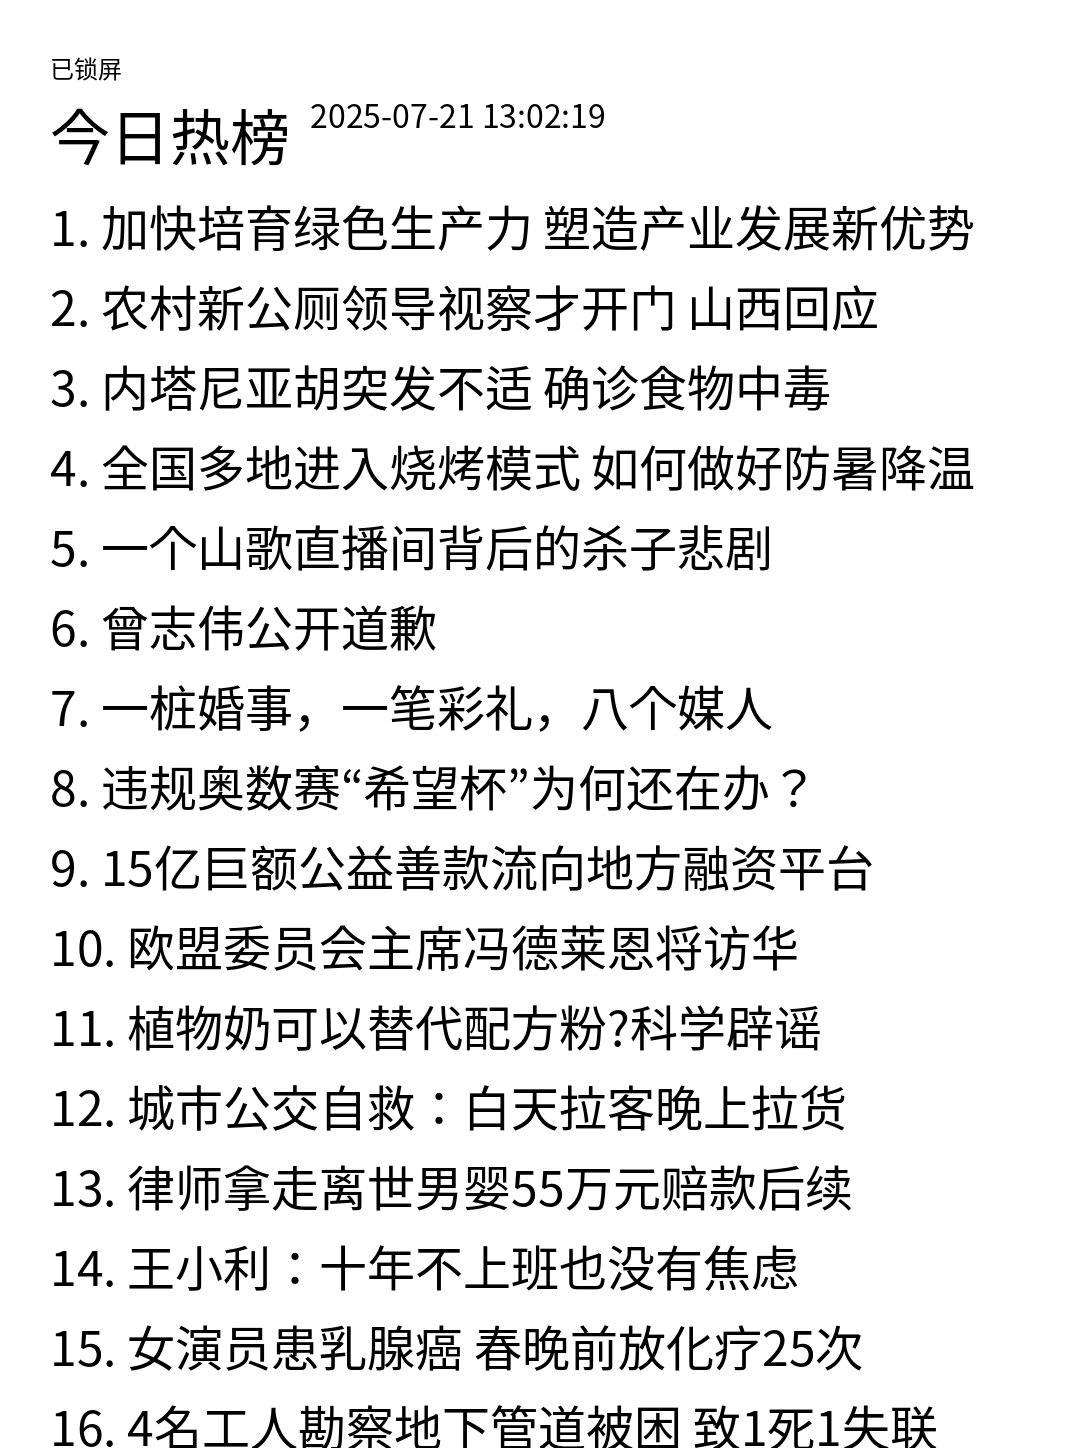 已锁屏
今日热榜 2025-07-21 13:02:19
1. 加快培育绿色生产力 塑造产业发展新优势
2. 农村新公厕领导视察才开门 山西回应
3. 内塔尼亚胡突发不适 确诊食物中毒
4. 全国多地进入烧烤模式 如何做好防暑降温
5. 一个山歌直播间背后的杀子悲剧
6. 曾志伟公开道歉
7. 一桩婚事，一笔彩礼，八个媒人
8. 违规奥数赛“希望杯”为何还在办？
9. 15亿巨额公益善款流向地方融资平台
10. 欧盟委员会主席冯德莱恩将访华
11. 植物奶可以替代配方粉?科学辟谣
12. 城市公交自救：白天拉客晚上拉货
13. 律师拿走离世男婴55万元赔款后续
14. 王小利：十年不上班也没有焦虑
15. 女演员患乳腺癌 春晚前放化疗25次
16. 4名工人勘察地下管道被困 致1死1失联